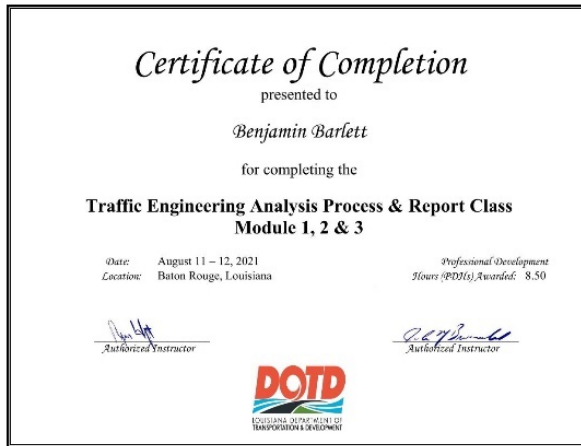 Certificate of Completion
presented to
Benjamin Barlett
for completing the
Traffic Engineering Analysis Process & Report Class
Module 1, 2 & 3
Date: August 11 – 12, 2021
Location: Baton Rouge, Louisiana
Professional Development
Hours (PDHs) Awarded: 8.50
Authorized Instructor
Authorized Instructor
DOTD
LOUISIANA DEPARTMENT OF
TRANSPORTATION & DEVELOPMENT